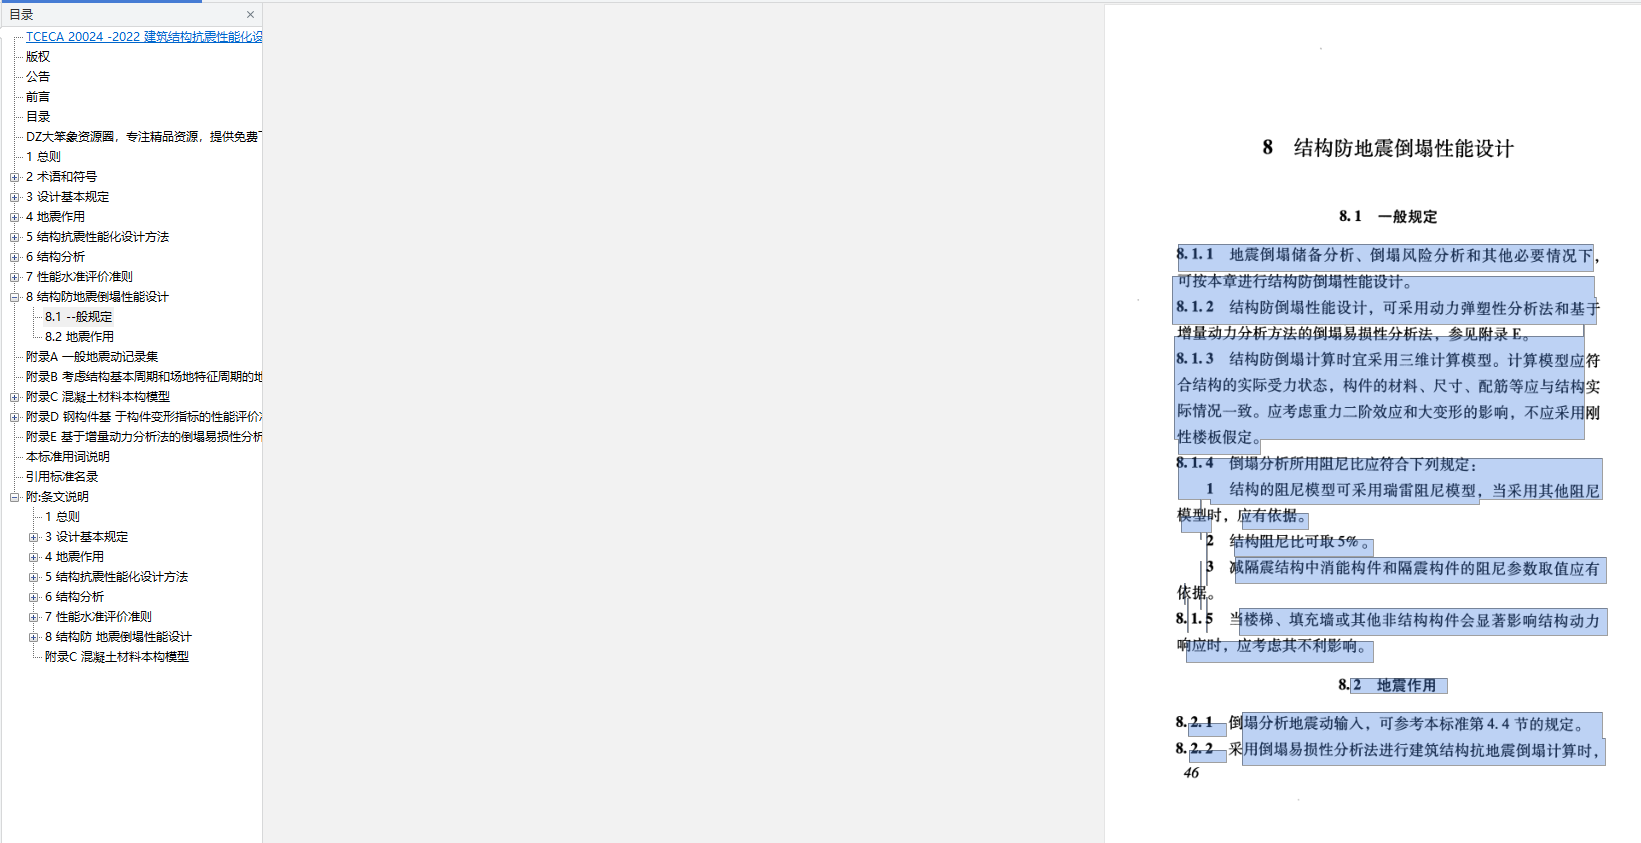 目录
TCECA 20024 -2022 建筑结构抗震性能化设
版权
公告
前言
目录
DZ大笨象资源圈，专注精品资源，提供免费
1 总则
2 术语和符号
3 设计基本规定
4 地震作用
5 结构抗震性能化设计方法
6 结构分析
7 性能水准评价准则
8 结构防地震倒塌性能设计
8.1 --般规定
8.2 地震作用
附录A 一般地震动记录集
附录B 考虑结构基本周期和场地特征周期的地
附录C 混凝土材料本构模型
附录D 钢构件基 于构件变形指标的性能评价准
附录E 基于增量动力分析法的倒塌易损性分析
本标准用词说明
引用标准名录
附:条文说明
1 总则
3 设计基本规定
4 地震作用
5 结构抗震性能化设计方法
6 结构分析
7 性能水准评价准则
8 结构防 地震倒塌性能设计
附录C 混凝土材料本构模型
8 结构防地震倒塌性能设计
8.1 一般规定
8.1.1 地震倒塌储备分析、倒塌风险分析和其他必要情况下，
可按本章进行结构防倒塌性能设计。
8.1.2 结构防倒塌性能设计，可采用动力弹塑性分析法和基于
增量动力分析方法的倒塌易损性分析法，参见附录 E。
8.1.3 结构防倒塌计算时宜采用三维计算模型。计算模型应符
合结构的实际受力状态，构件的材料、尺寸、配筋等应与结构实
际情况一致。应考虑重力二阶效应和大变形的影响，不应采用刚
性楼板假定。
8.1.4 倒塌分析所用阻尼比应符合下列规定：
1 结构的阻尼模型可采用瑞雷阻尼模型，当采用其他阻尼
模型时，应有依据。
2 结构阻尼比可取 5%。
3 减隔震结构中消能构件和隔震构件的阻尼参数取值应有
依据。
8.1.5 当楼梯、填充墙或其他非结构构件会显著影响结构动力
响应时，应考虑其不利影响。
8.2 地震作用
8.2.1 倒塌分析地震动输入，可参考本标准第 4.4 节的规定。
8.2.2 采用倒塌易损性分析法进行建筑结构抗地震倒塌计算时，
46